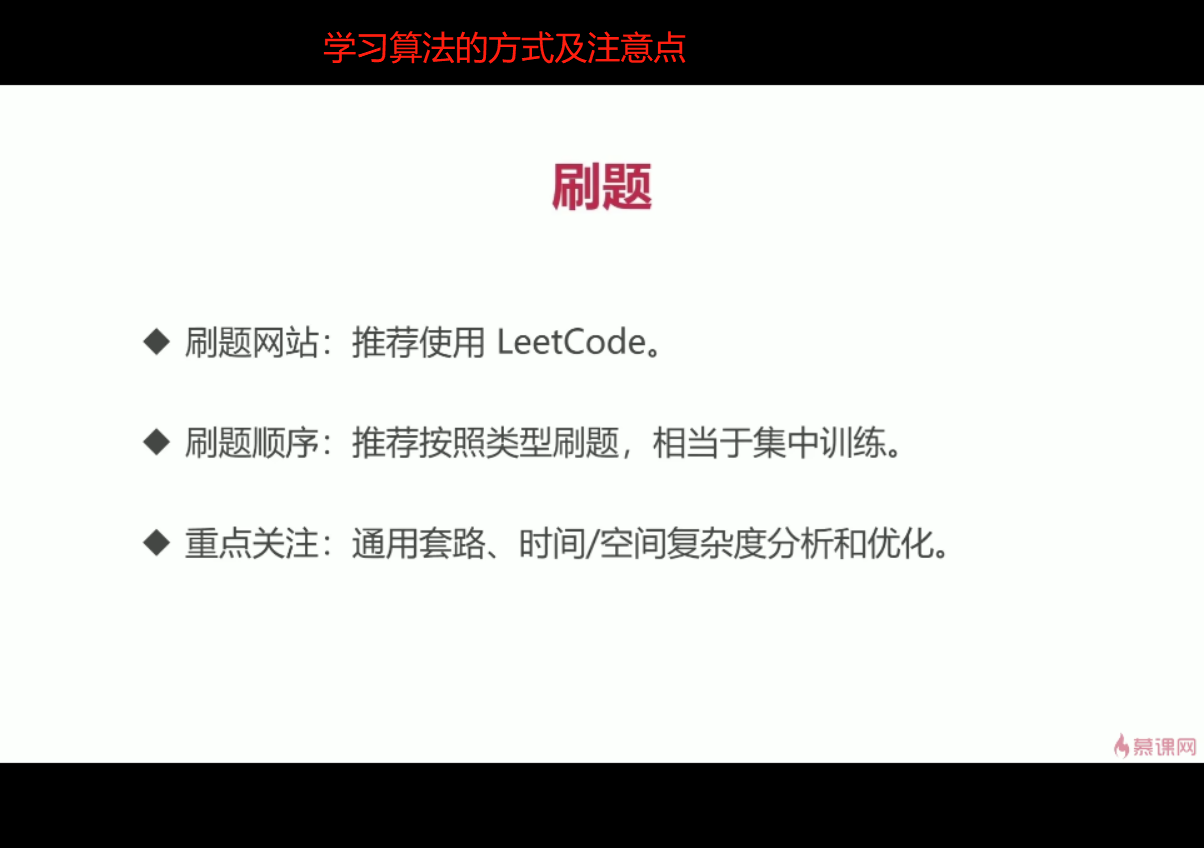 学习算法的方式及注意点
刷题
◆ 刷题网站：推荐使用 LeetCode。
◆ 刷题顺序：推荐按照类型刷题，相当于集中训练。
◆ 重点关注：通用套路、时间/空间复杂度分析和优化。
慕课网